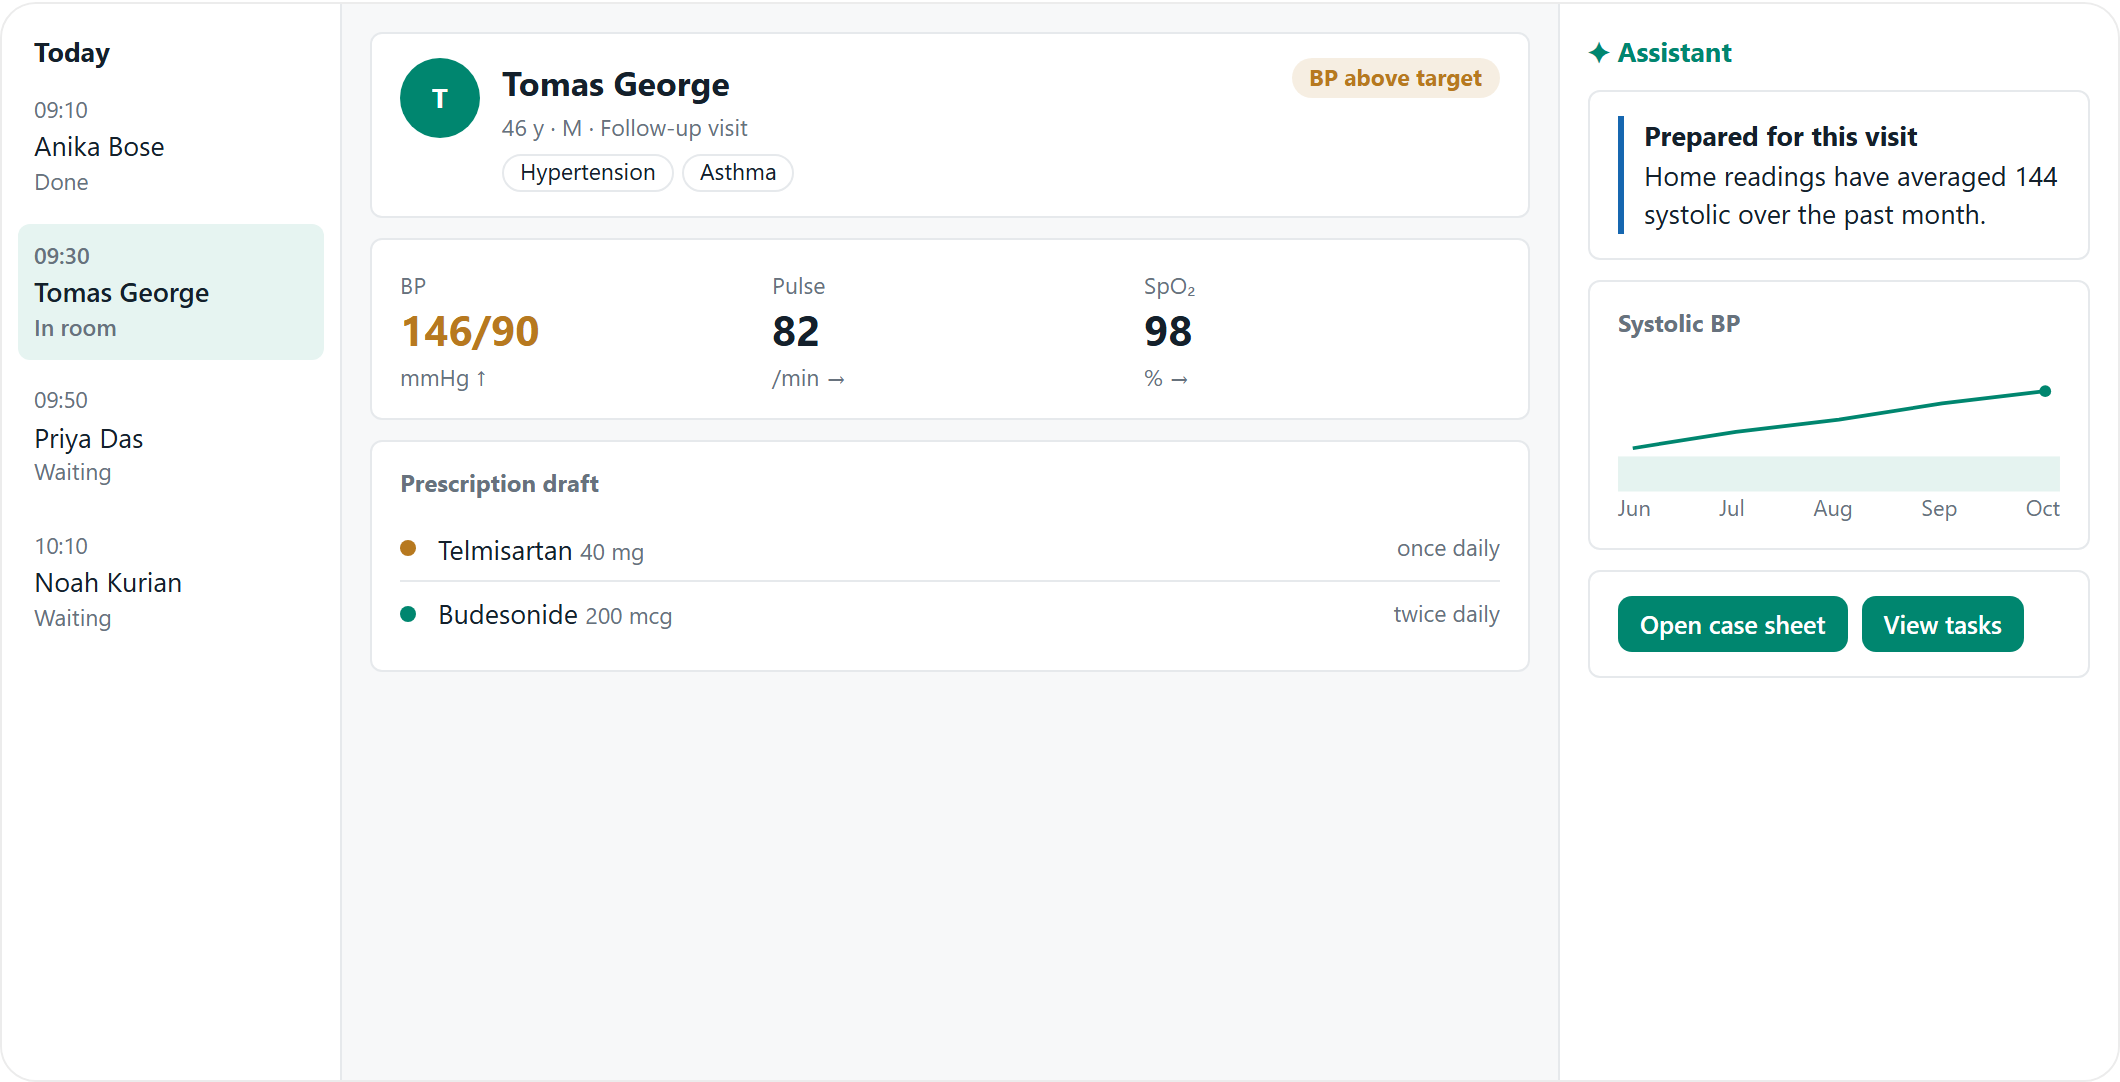 Today
09:10
Anika Bose
Done
09:30
Tomas George
In room
09:50
Priya Das
Waiting
10:10
Noah Kurian
Waiting
T
Tomas George
BP above target
46 y · M · Follow-up visit
Hypertension
Asthma
BP
146/90
mmHg ↑
Pulse
82
/min →
SpO₂
98
% →
Prescription draft
Telmisartan 40 mg once daily
Budesonide 200 mcg twice daily
✦ Assistant
Prepared for this visit
Home readings have averaged 144
systolic over the past month.
Systolic BP
Jun Jul Aug Sep Oct
Open case sheet
View tasks